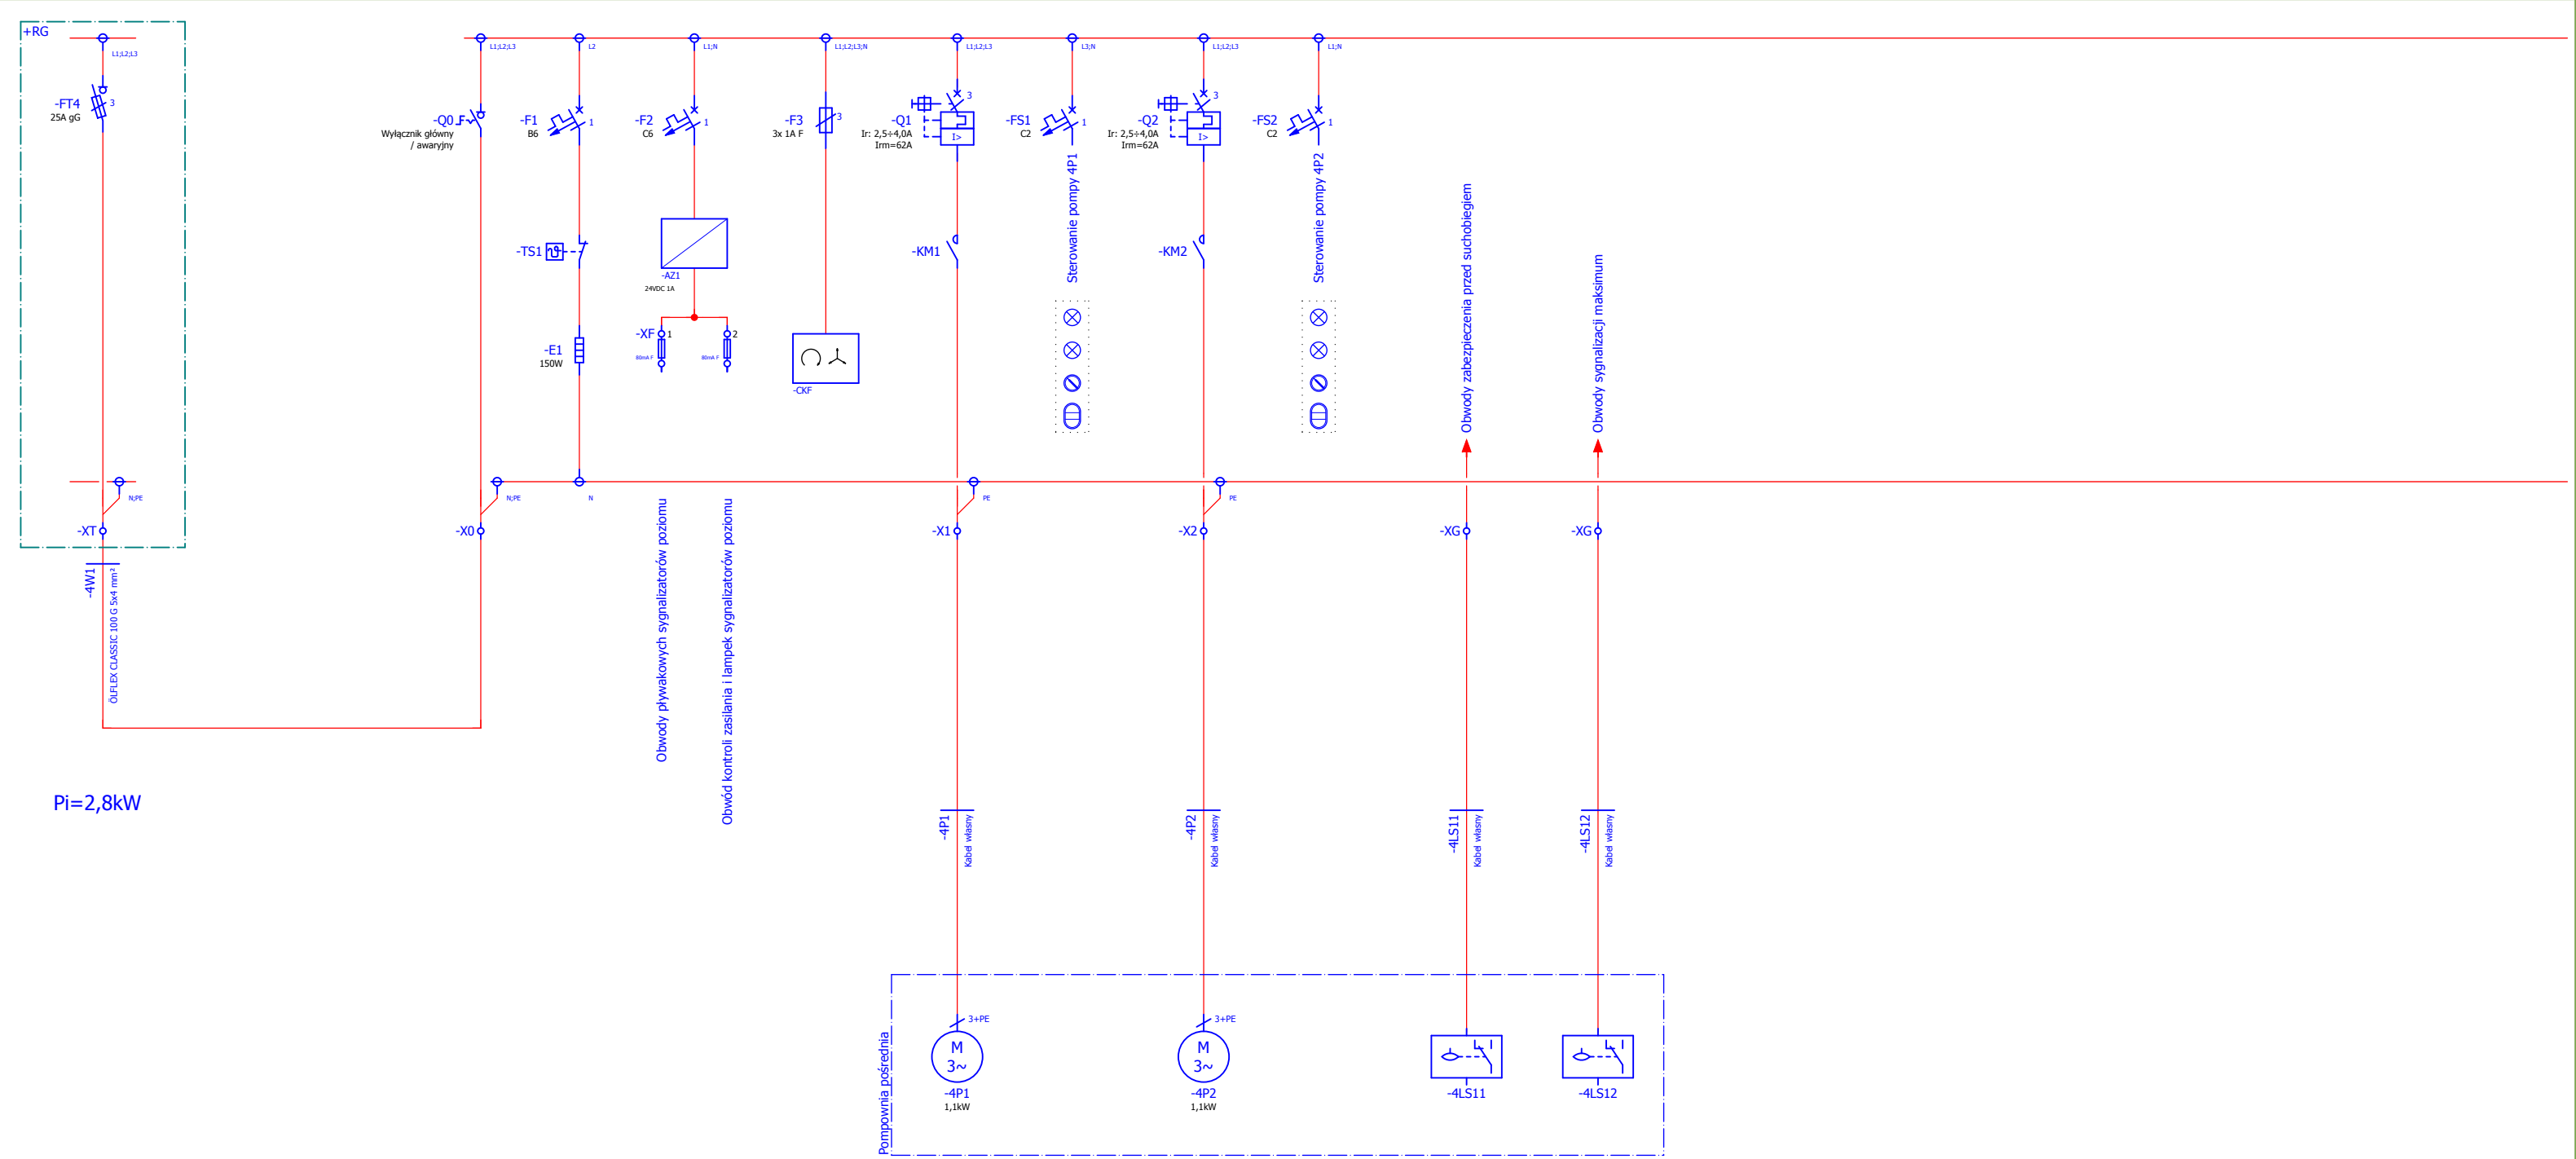 +RG
L1;L2;L3
-FT4
25A gG
3
N;PE
-XT
-4W1
ÖLFLEX CLASSIC 100 G 5x4 mm²
Pi=2,8kW
L1;L2;L3
-Q0
Wyłącznik główny
/ awaryjny
N;PE
-X0
L2
-F1
B6
1
-TS1
-E1
150W
N
L1;N
-F2
C6
1
-AZ1
24VDC 1A
-XF
1
80mA F
2
80mA F
Obwody pływakowych sygnalizatorów poziomu
Obwód kontroli zasilania i lampek sygnalizatorów poziomu
L1;L2;L3;N
-F3
3x 1A F
3
-CKF
L1;L2;L3
-Q1
Ir: 2,5÷4,0A
Irm=62A
3
I>
-KM1
PE
-X1
-4P1
Kabel własny
3+PE
M
3~
-4P1
1,1kW
L3;N
-FS1
C2
1
Sterowanie pompy 4P1
L1;L2;L3
-Q2
Ir: 2,5÷4,0A
Irm=62A
3
I>
-KM2
PE
-X2
-4P2
Kabel własny
3+PE
M
3~
-4P2
1,1kW
L1;N
-FS2
C2
1
Sterowanie pompy 4P2
Obwody zabezpieczenia przed suchobiegiem
-XG
-4LS11
Kabel własny
-4LS11
Obwody sygnalizacji maksimum
-XG
-4LS12
Kabel własny
-4LS12
Pompownia pośrednia